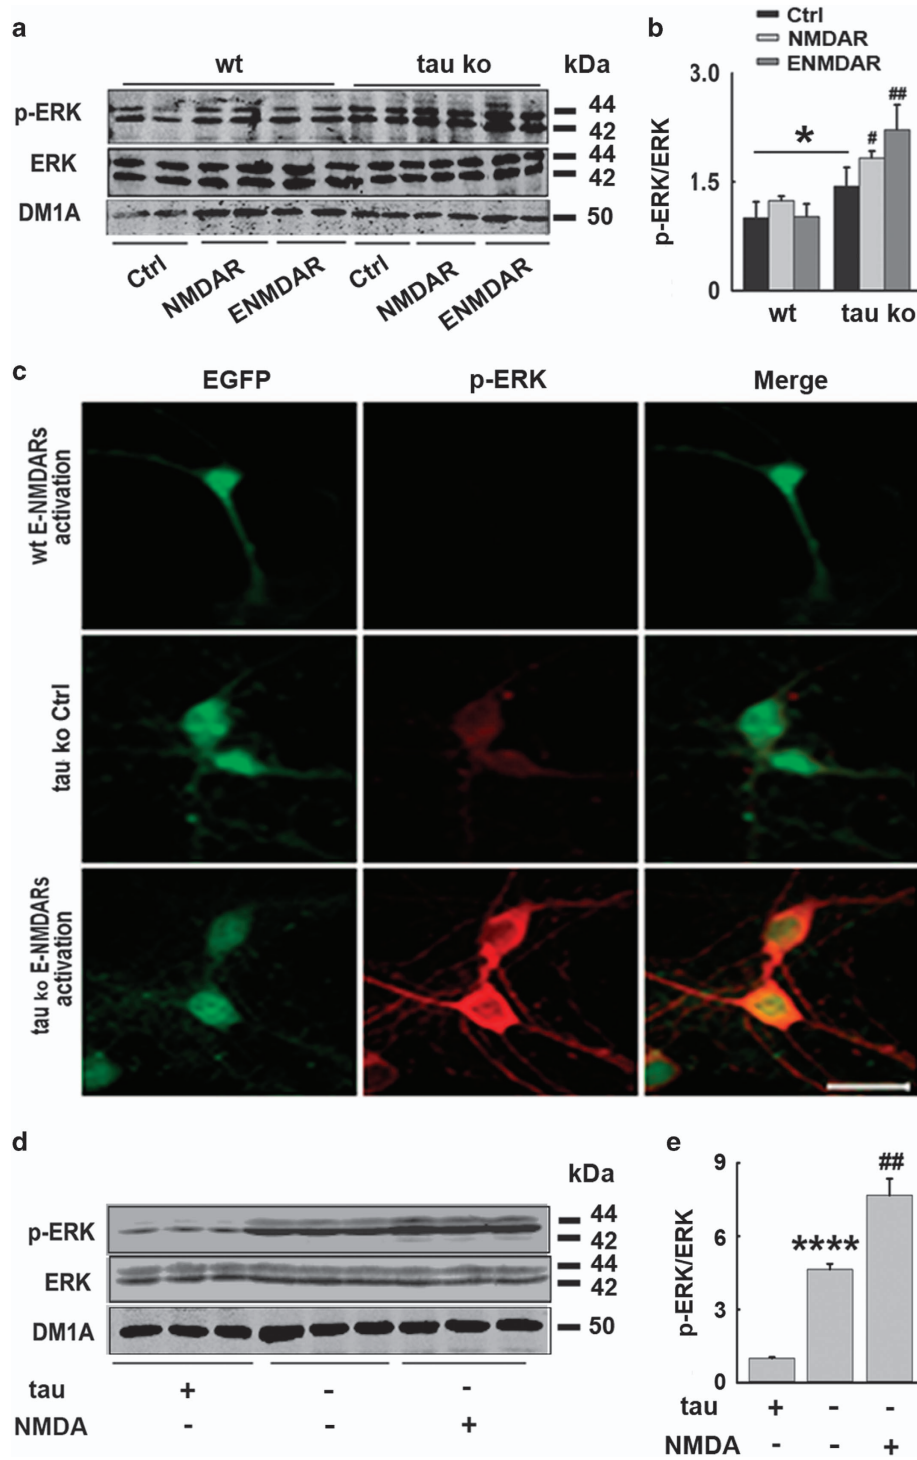 a
wt tau ko kDa
p-ERK 44
42
ERK 44
42
DM1A 50
Ctrl NMDAR ENMDAR Ctrl NMDAR ENMDAR
b
Ctrl
NMDAR
ENMDAR
p-ERK/ERK
3.0
1.5
0
* # ##
wt tau ko
c
EGFP p-ERK Merge
wt E-NMDARs
activation
tau ko Ctrl
tau ko E-NMDARs
activation
d
kDa
p-ERK 44
42
ERK 44
42
DM1A 50
tau + - -
NMDA - - +
e
p-ERK/ERK
9
6
3
0
**** ##
tau + - -
NMDA - - +